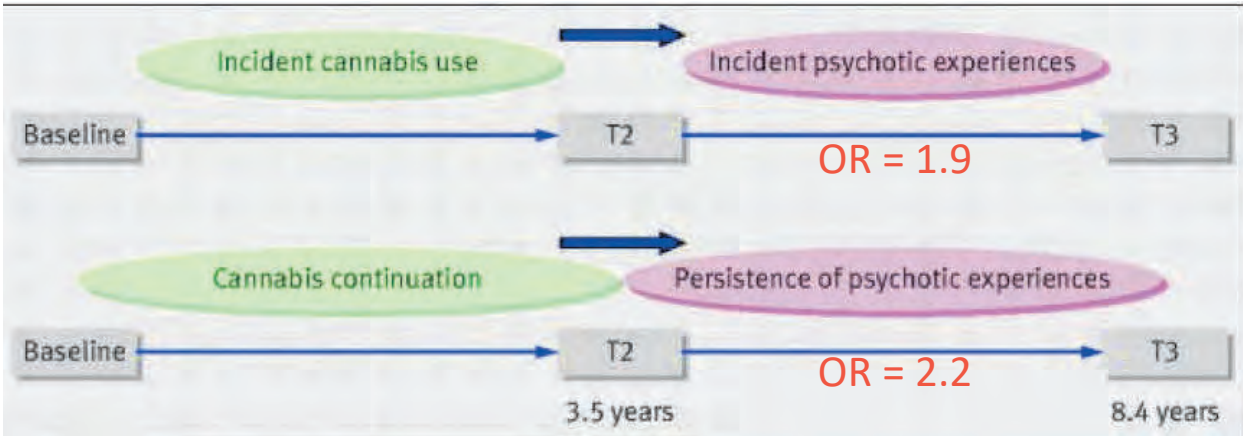 Incident cannabis use
Incident psychotic experiences
Baseline
T2
T3
OR = 1.9
Cannabis continuation
Persistence of psychotic experiences
Baseline
T2
T3
OR = 2.2
3.5 years
8.4 years